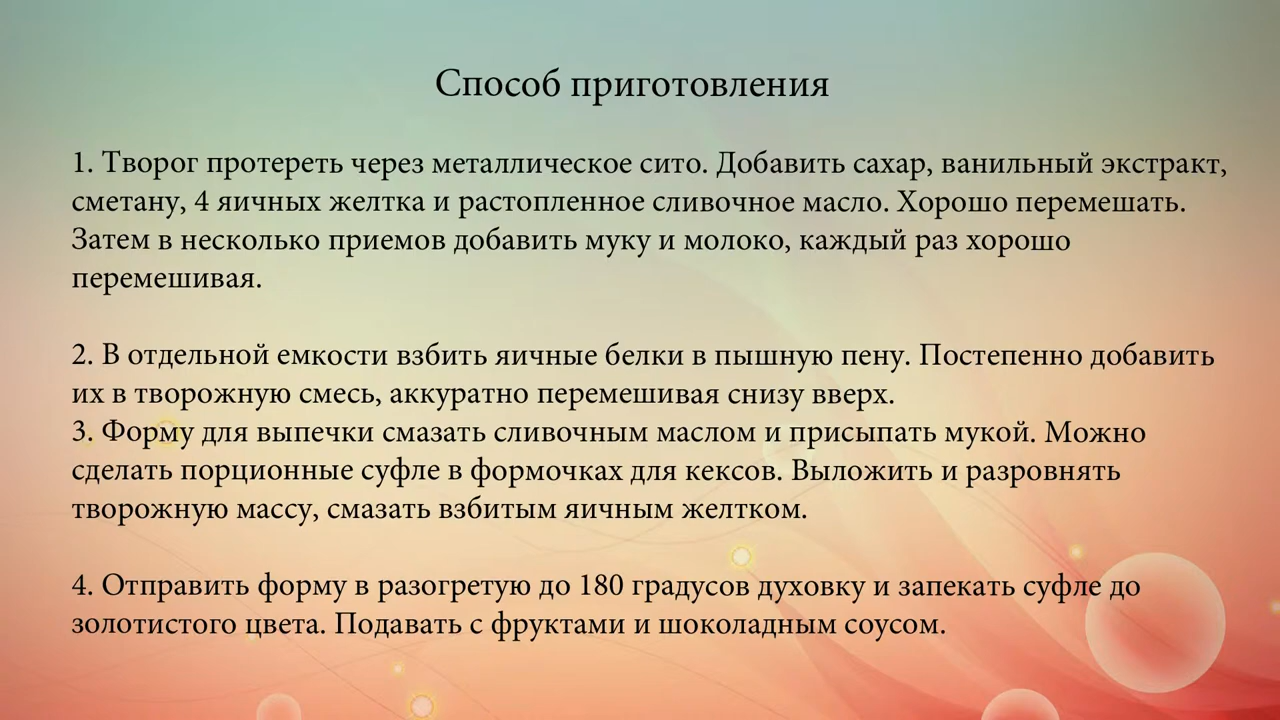 Способ приготовления
1. Творог протереть через металлическое сито. Добавить сахар, ванильный экстракт,
сметану, 4 яичных желтка и растопленное сливочное масло. Хорошо перемешать.
Затем в несколько приемов добавить муку и молоко, каждый раз хорошо
перемешивая.
2. В отдельной емкости взбить яичные белки в пышную пену. Постепенно добавить
их в творожную смесь, аккуратно перемешивая снизу вверх.
3. Форму для выпечки смазать сливочным маслом и присыпать мукой. Можно
сделать порционные суфле в формочках для кексов. Выложить и разровнять
творожную массу, смазать взбитым яичным желтком.
4. Отправить форму в разогретую до 180 градусов духовку и запекать суфле до
золотистого цвета. Подавать с фруктами и шоколадным соусом.